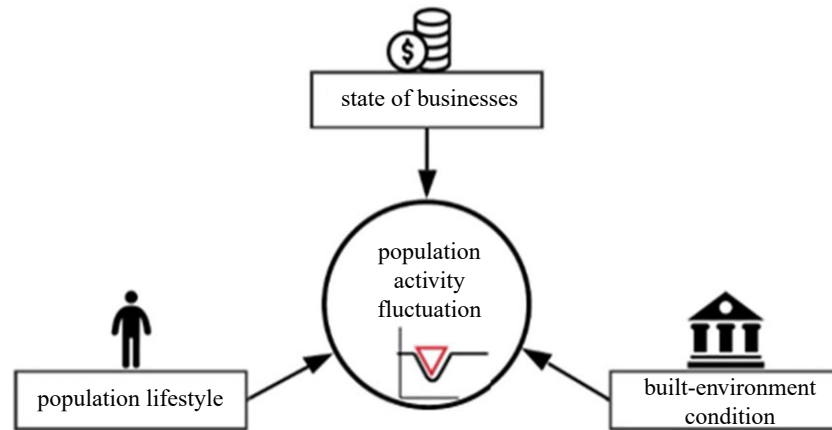 $
state of businesses
population
activity
fluctuation
population lifestyle
built-environment
condition